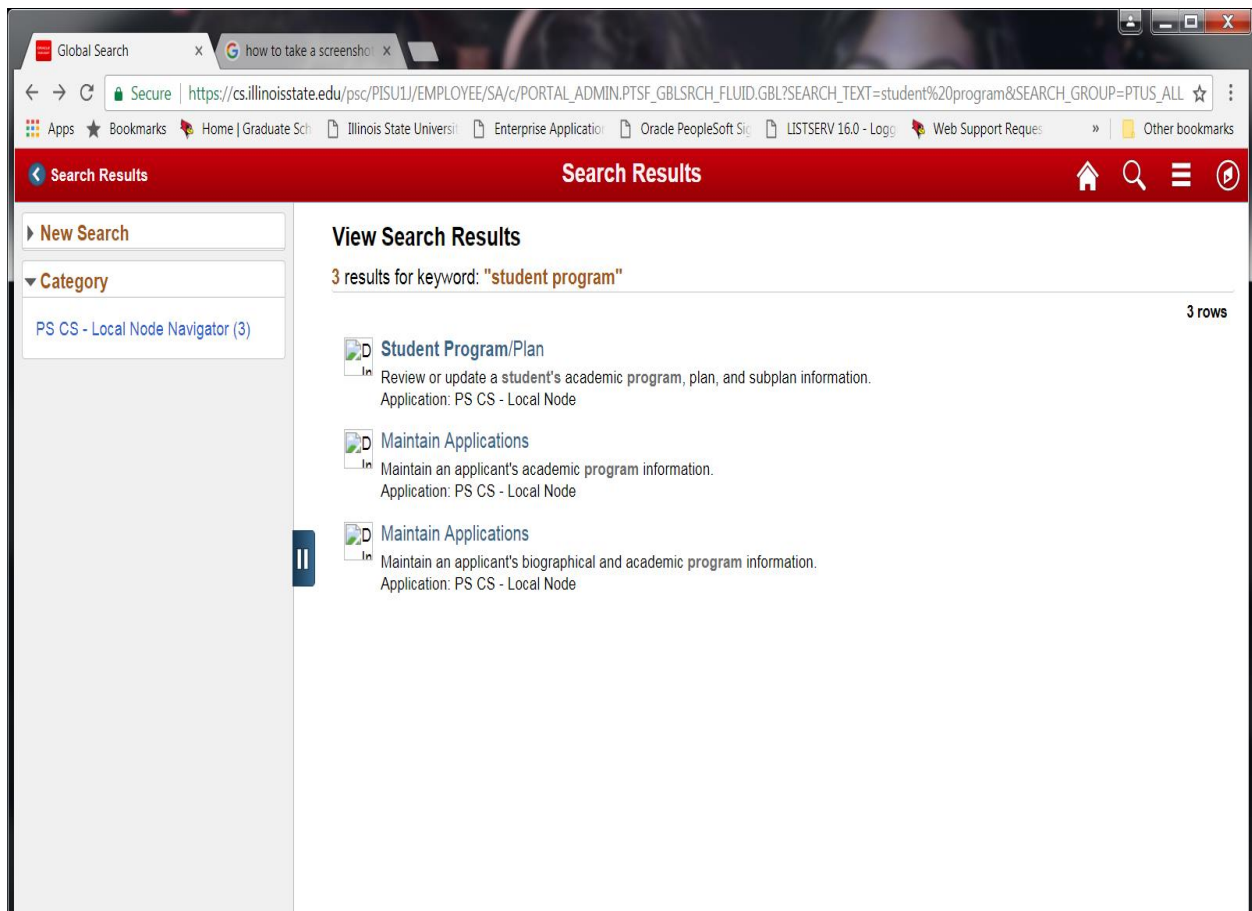 Global Search
how to take a screenshot
Secure | https://cs.illinoisstate.edu/psc/PISU1J/EMPLOYEE/SA/c/PORTAL_ADMIN.PTSF_GBLSRCH_FLUID.GBL?SEARCH_TEXT=student%20program&SEARCH_GROUP=PTUS_ALL
Apps Bookmarks Home | Graduate Sch Illinois State Universi Enterprise Application Oracle PeopleSoft Sig LISTSERV 16.0 - Logg Web Support Reques » Other bookmarks
Search Results Search Results
New Search
Category
PS CS - Local Node Navigator (3)
View Search Results
3 results for keyword: "student program"
3 rows
D Student Program/Plan
In Review or update a student's academic program, plan, and subplan information.
Application: PS CS - Local Node
D Maintain Applications
In Maintain an applicant's academic program information.
Application: PS CS - Local Node
D Maintain Applications
In Maintain an applicant's biographical and academic program information.
Application: PS CS - Local Node